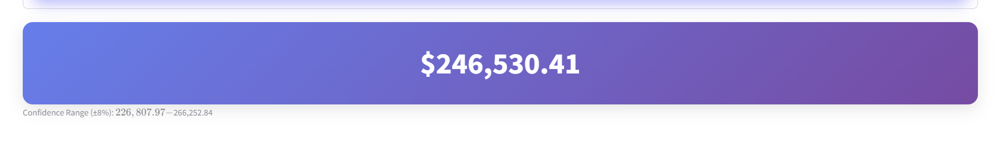 $246,530.41
Confidence Range (±8%): 226, 807.97—266,252.84